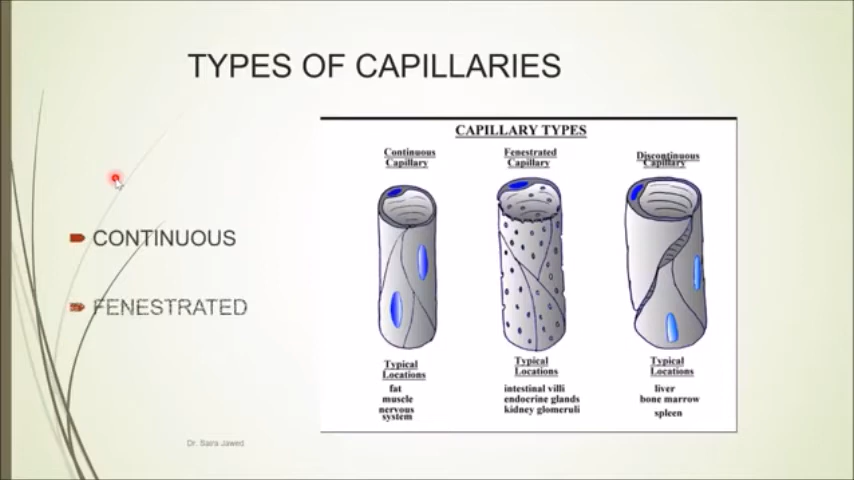 TYPES OF CAPILLARIES
CONTINUOUS
FENESTRATED
CAPILLARY TYPES
Continuous
Capillary
Fenestrated
Capillary
Discontinuous
Capillary
Typical
Locations
fat
muscle
nervous
system
Typical
Locations
intestinal villi
endocrine glands
kidney glomeruli
Typical
Locations
liver
bone marrow
spleen
Dr. Saira Jawed